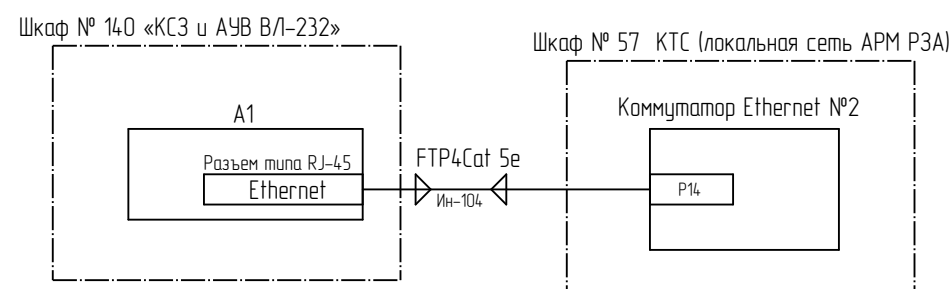 Шкаф № 140 «КСЗ и АУВ ВЛ-232»
Шкаф № 57 КТС (локальная сеть АРМ РЗА)
А1
Коммутатор Ethernet №2
Разъем типа RJ-45
FTP4Cat 5e
Ethernet
Ин-104
P14